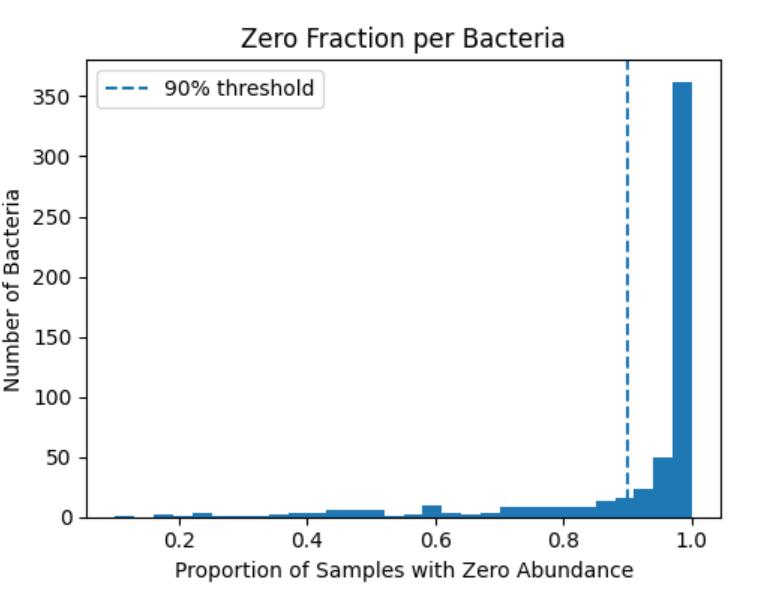 Zero Fraction per Bacteria
90% threshold
350
300
250
200
150
100
50
0
Number of Bacteria
0.2 0.4 0.6 0.8 1.0
Proportion of Samples with Zero Abundance